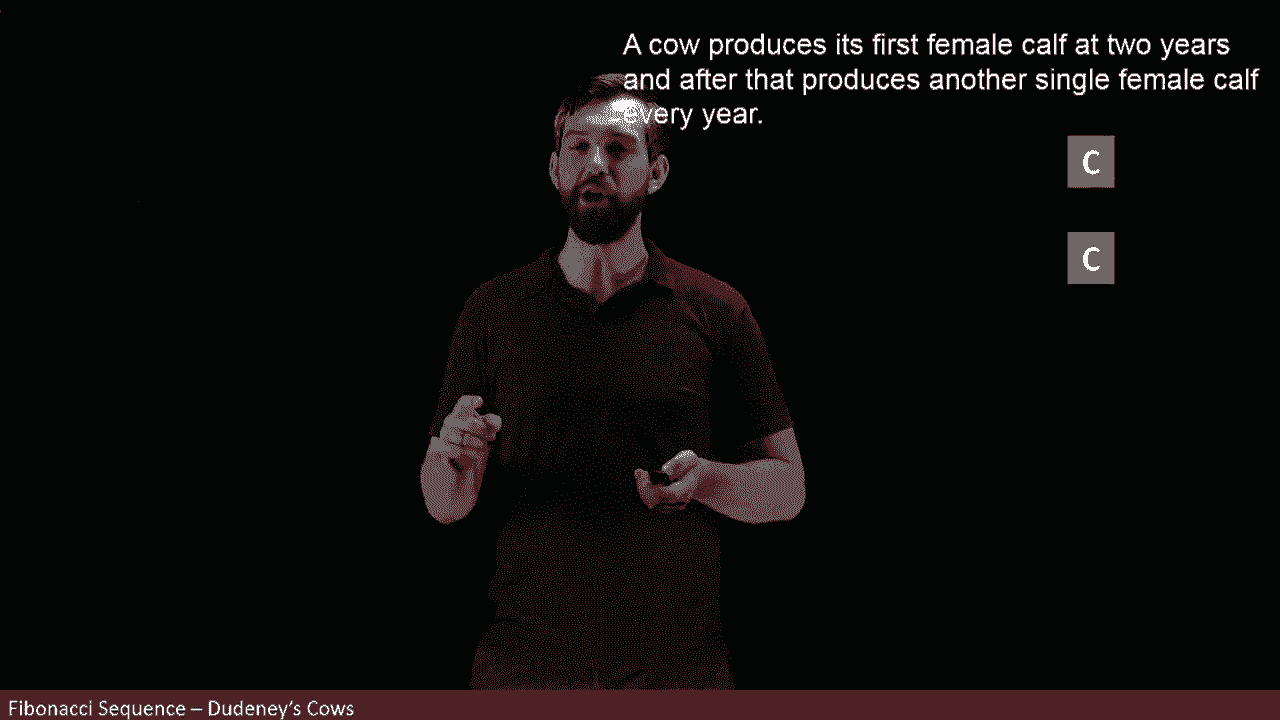 A cow produces its first female calf at two years
and after that produces another single female calf
every year.
C
C
Fibonacci Sequence – Dudeney's Cows